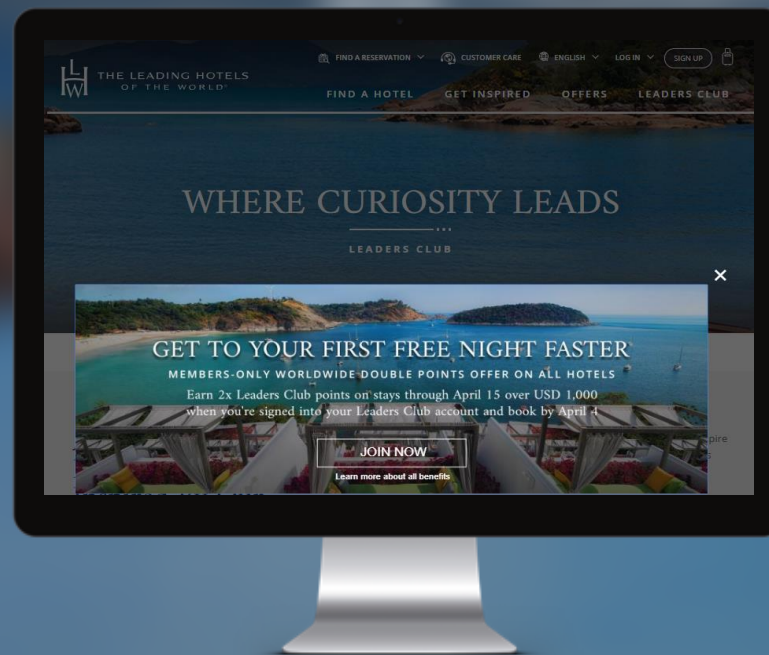 FIND A RESERVATION
CUSTOMER CARE
ENGLISH
LOG IN
SIGN UP
LHW
THE LEADING HOTELS
OF THE WORLD
FIND A HOTEL
GET INSPIRED
OFFERS
LEADERS CLUB
WHERE CURIOSITY LEADS
LEADERS CLUB
GET TO YOUR FIRST FREE NIGHT FASTER
MEMBERS-ONLY WORLDWIDE DOUBLE POINTS OFFER ON ALL HOTELS
Earn 2x Leaders Club points on stays through April 15 over USD 1,000
when you're signed into your Leaders Club account and book by April 4
JOIN NOW
Learn more about all benefits